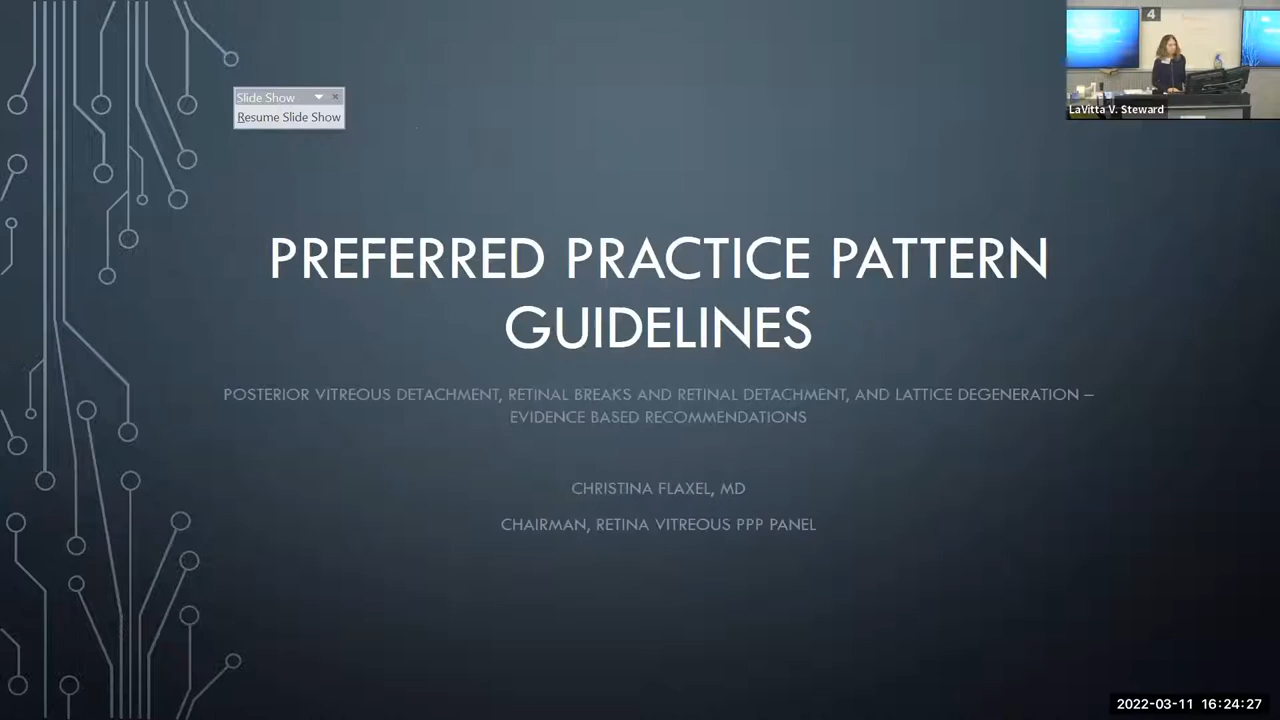 4
LaVitta V. Steward
Slide Show
Resume Slide Show
PREFERRED PRACTICE PATTERN
GUIDELINES
POSTERIOR VITREOUS DETACHMENT, RETINAL BREAKS AND RETINAL DETACHMENT, AND LATTICE DEGENERATION –
EVIDENCE BASED RECOMMENDATIONS
CHRISTINA FLAXEL, MD
CHAIRMAN, RETINA VITREOUS PPP PANEL
2022-03-11 16:24:27